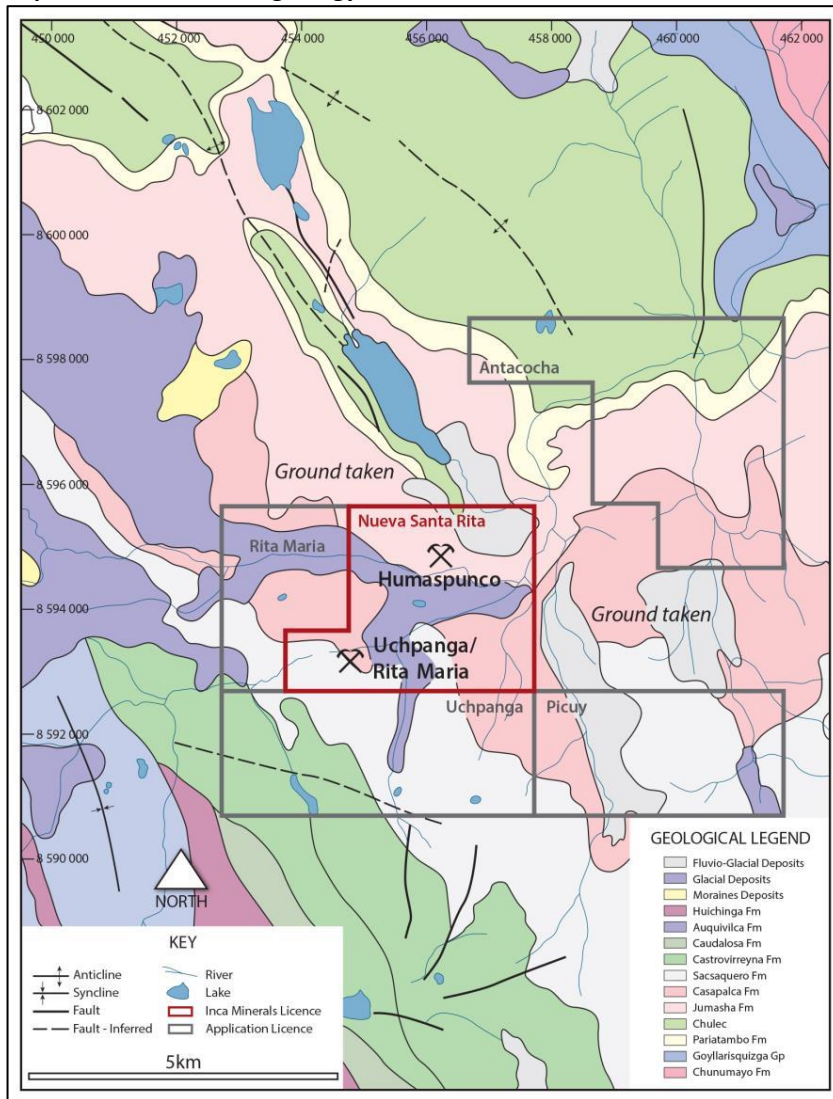 450 000 452 000 454 000 456 000 458 000 460 000 462 000
8 602 000
8 600 000
8 598 000
Antacocha
8 596 000
Ground taken
Nueva Santa Rita
Rita Maria
Humaspunco
8 594 000
Ground taken
Uchpanga/
Rita Maria
Uchpanga
Picuy
8 592 000
8 590 000
NORTH
KEY
Anticline
Syncline
Fault
Fault - Inferred
River
Lake
Inca Minerals Licence
Application Licence
5km
GEOLOGICAL LEGEND
Fluvio-Glacial Deposits
Glacial Deposits
Moraines Deposits
Huichinga Fm
Auquivilca Fm
Caudalosa Fm
Castrovirreyna Fm
Sacsaquero Fm
Casapalca Fm
Jumasha Fm
Chulec
Pariatambo Fm
Goyllarisquizga Gp
Chunumayo Fm